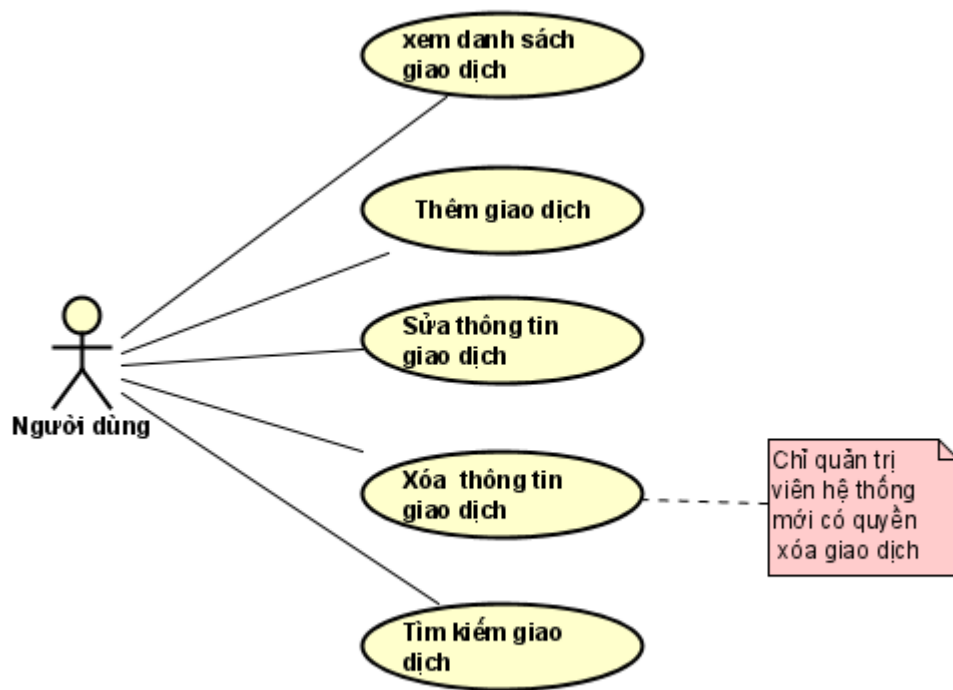 xem danh sách
giao dịch
Thêm giao dịch
Sửa thông tin
giao dịch
Người dùng
Xóa thông tin
giao dịch
Chỉ quản trị
viên hệ thống
mới có quyền
xóa giao dịch
Tìm kiếm giao
dịch